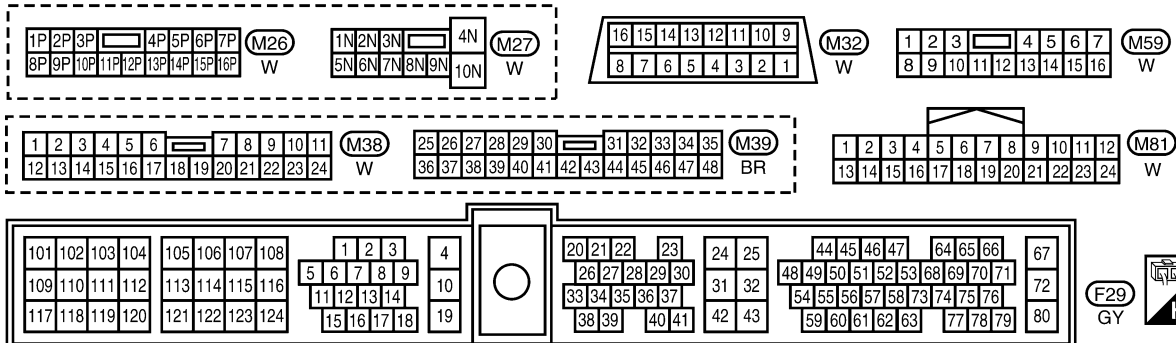 1P 2P 3P 4P 5P 6P 7P
8P 9P 10P 11P 12P 13P 14P 15P 16P
M26
W
1N 2N 3N 4N
5N 6N 7N 8N 9N 10N
M27
W
16 15 14 13 12 11 10 9
8 7 6 5 4 3 2 1
M32
W
1 2 3 4 5 6 7
8 9 10 11 12 13 14 15 16
M59
W
1 2 3 4 5 6 7 8 9 10 11
12 13 14 15 16 17 18 19 20 21 22 23 24
M38
W
25 26 27 28 29 30 31 32 33 34 35
36 37 38 39 40 41 42 43 44 45 46 47 48
M39
BR
1 2 3 4 5 6 7 8 9 10 11 12
13 14 15 16 17 18 19 20 21 22 23 24
M81
W
101 102 103 104
109 110 111 112
117 118 119 120
105 106 107 108
113 114 115 116
121 122 123 124
1 2 3
5 6 7 8 9
11 12 13 14
15 16 17 18
4
10
19
20 21 22 23
26 27 28 29 30
33 34 35 36 37
38 39 40 41
24 25
31 32
42 43
44 45 46 47 64 65 66
48 49 50 51 52 53 68 69 70 71
54 55 56 57 58 73 74 75 76
59 60 61 62 63 77 78 79
67
72
80
F29
GY